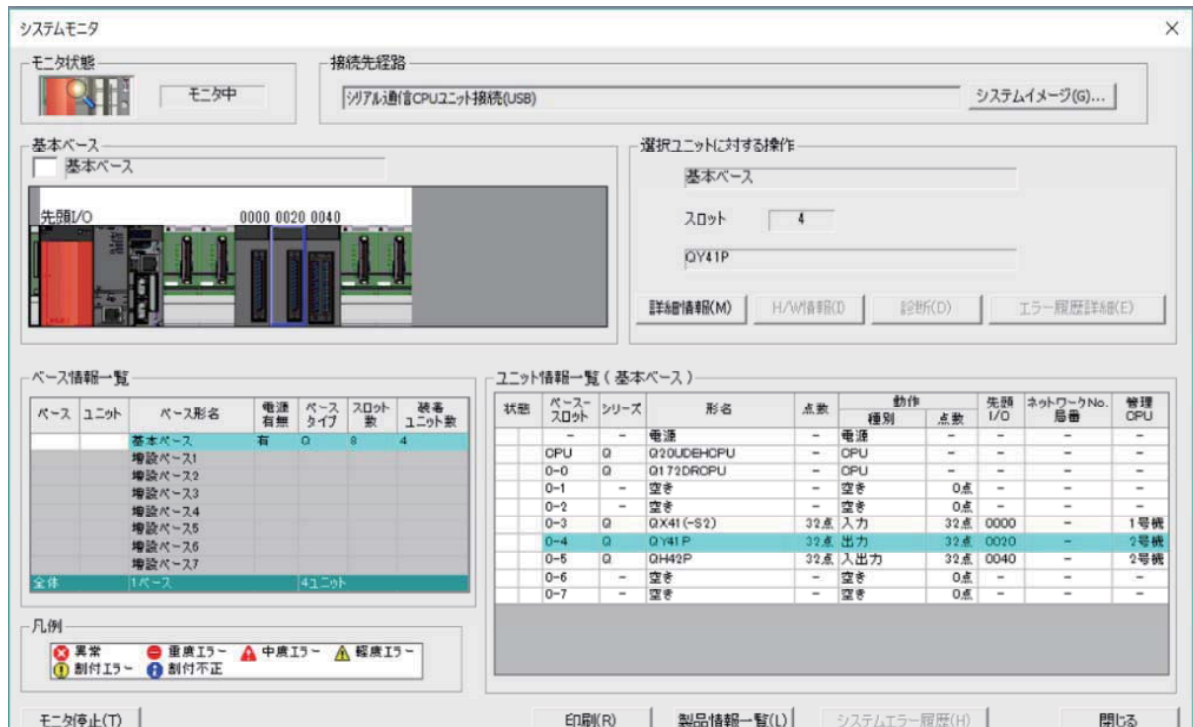 システムモニタ
モニタ状態
モニタ中
接続先経路
シリアル通信CPUユニット接続(USB)
システムイメージ(G)...
基本ベース
基本ベース
先頭I/O 0000 0020 0040
選択ユニットに対する操作
基本ベース
スロット 4
QY41P
詳細情報(M) H/W情報(I) 診断(D) エラー履歴詳細(E)
ベース情報一覧
ベース ユニット ベース形名 電源有無 ベースタイプ スロット数 装着ユニット数
基本ベース 有 Q 8 4
増設ベース1
増設ベース2
増設ベース3
増設ベース4
増設ベース5
増設ベース6
増設ベース7
全体 1ベース 4ユニット
ユニット情報一覧(基本ベース)
状態 ベース-スロット シリーズ 形名 点数 動作 種別 点数 先頭I/O ネットワークNo.局番 管理CPU
- - 電源 - 電源 - - - -
CPU Q Q20UDEHCPU - CPU - - - -
0-0 Q Q172DRCPU - CPU - - - -
0-1 - 空き - 空き 0点 - - -
0-2 - 空き - 空き 0点 - - -
0-3 Q QX41(-S2) 32点 入力 32点 0000 - 1号機
0-4 Q QY41P 32点 出力 32点 0020 - 2号機
0-5 Q QH42P 32点 入出力 32点 0040 - 2号機
0-6 - 空き - 空き 0点 - - -
0-7 - 空き - 空き 0点 - - -
凡例
異常 重度エラー 中度エラー 軽度エラー
割付エラー 割付不正
モニタ停止(T) 印刷(R) 製品情報一覧(L) システムエラー履歴(H) 閉じる